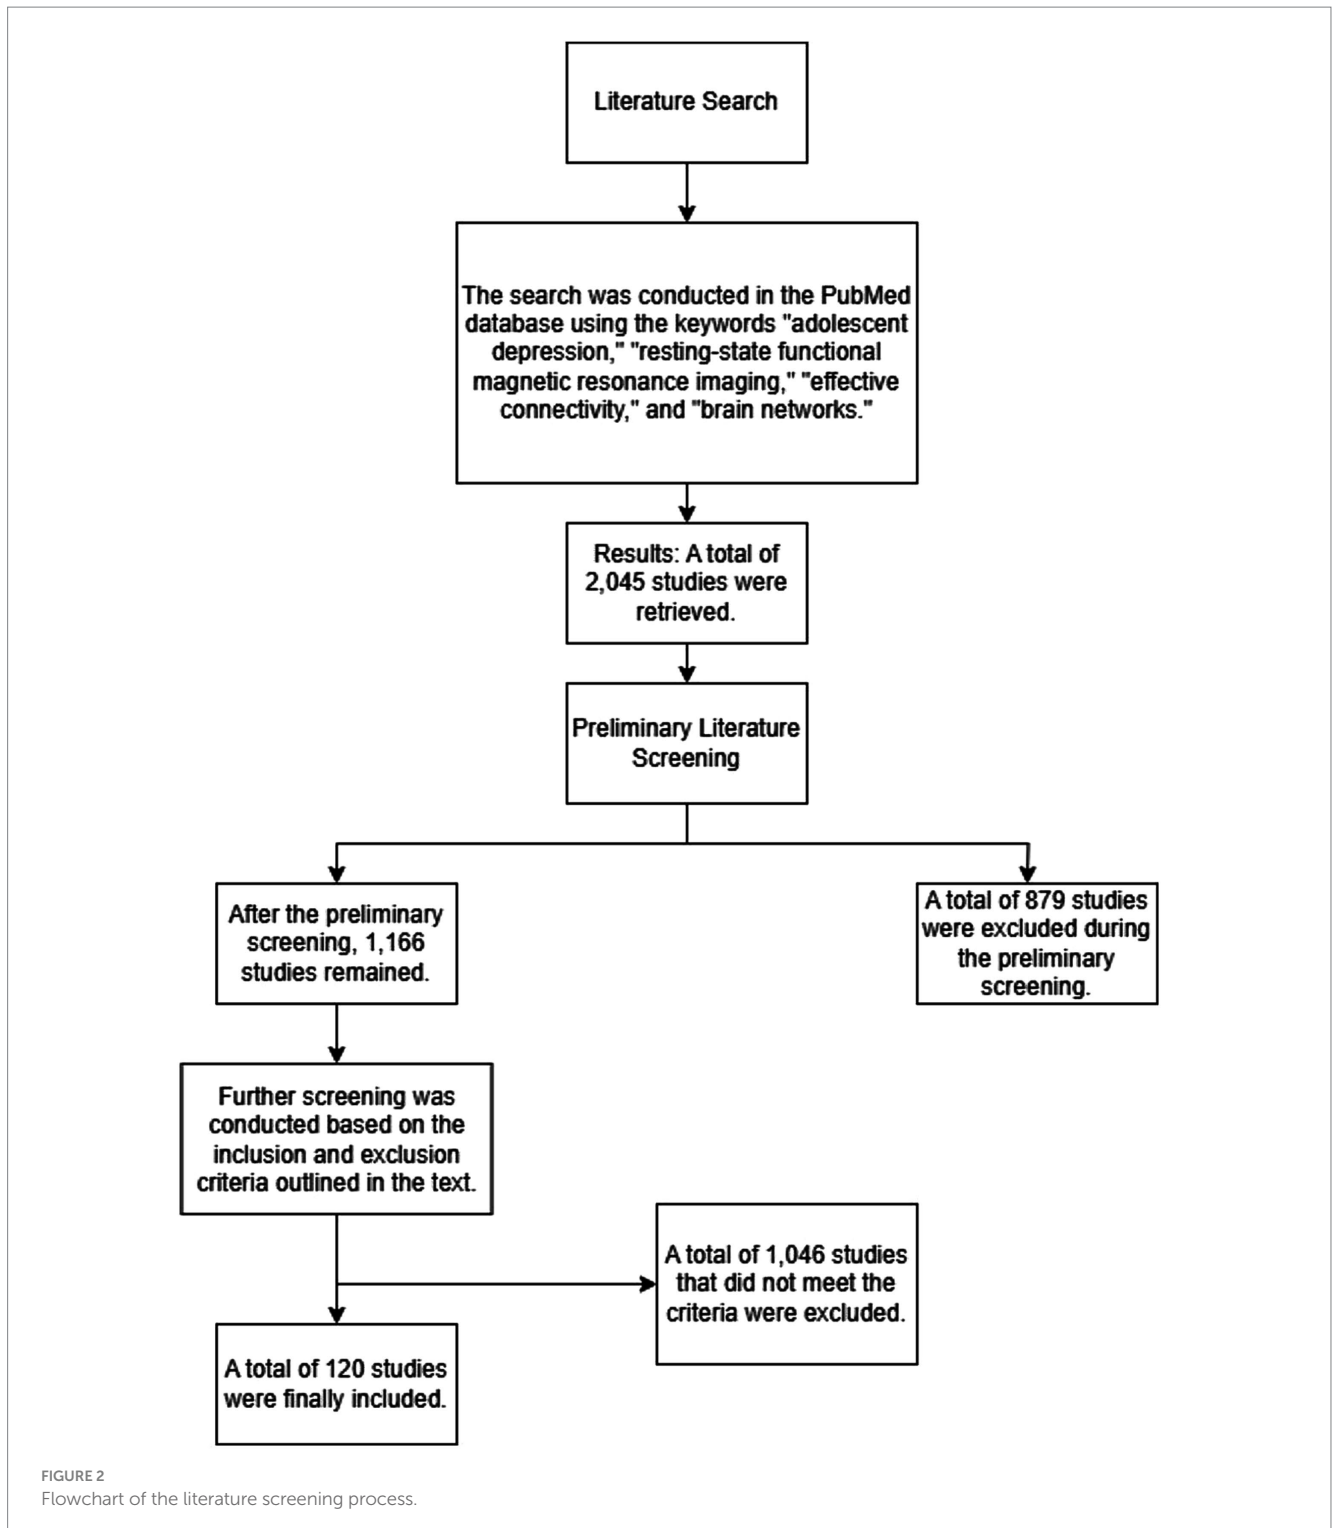 Literature Search
The search was conducted in the PubMed
database using the keywords "adolescent
depression," "resting-state functional
magnetic resonance imaging," "effective
connectivity," and "brain networks."
Results: A total of
2,045 studies were
retrieved.
Preliminary Literature
Screening
After the preliminary
screening, 1,166
studies remained.
A total of 879 studies
were excluded during
the preliminary
screening.
Further screening was
conducted based on the
inclusion and exclusion
criteria outlined in the text.
A total of 1,046 studies
that did not meet the
criteria were excluded.
A total of 120 studies
were finally included.
FIGURE 2
Flowchart of the literature screening process.